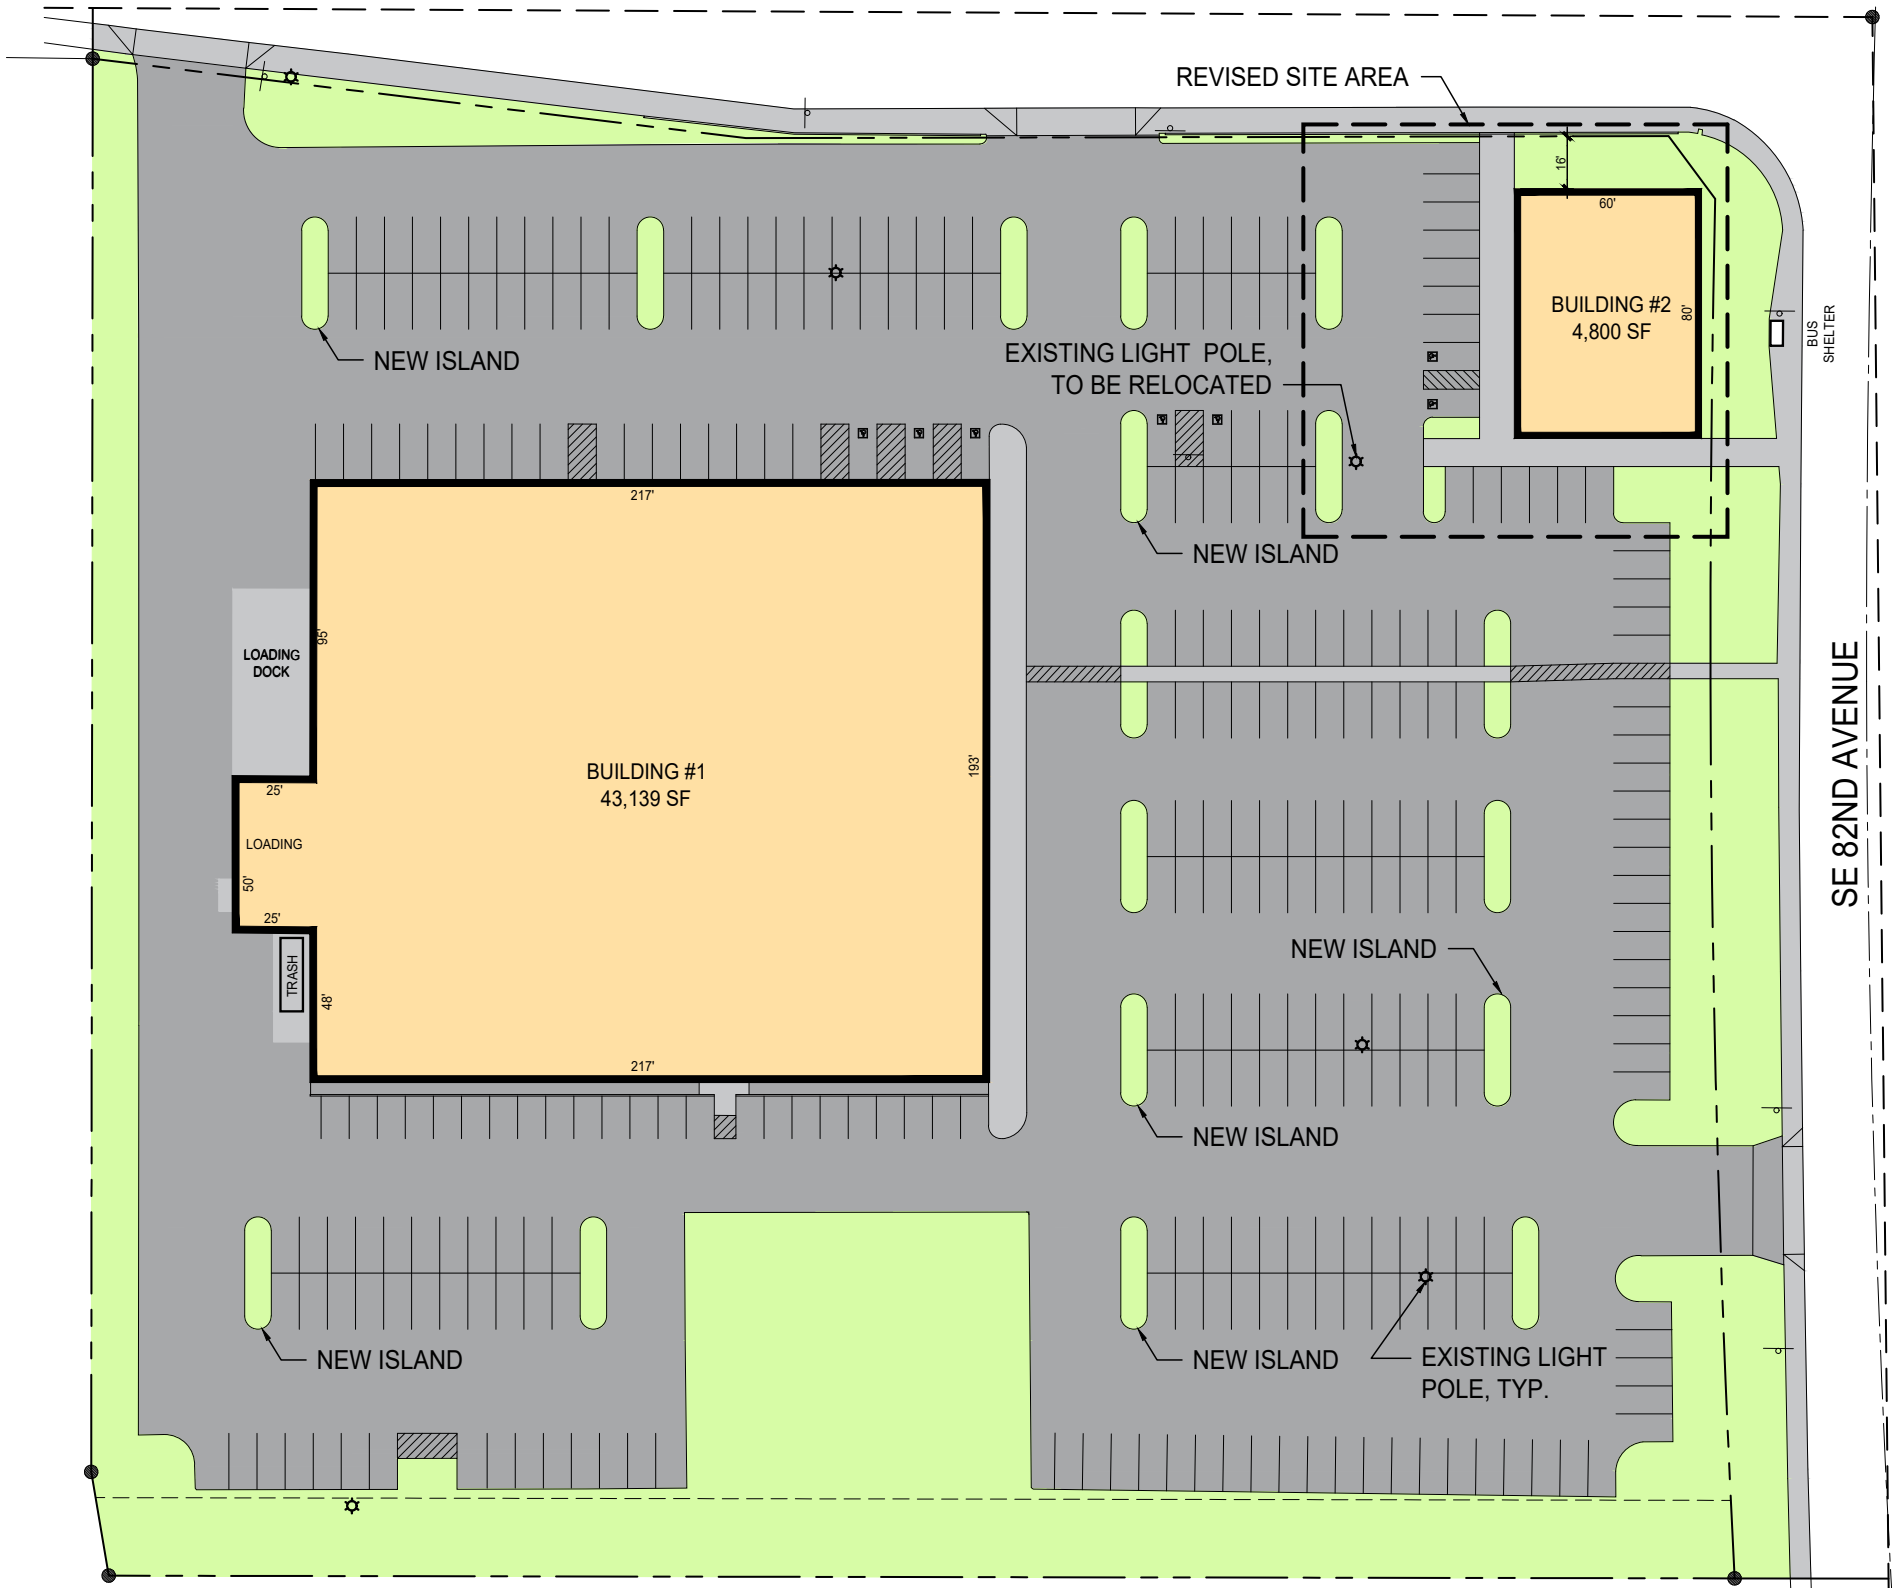 REVISED SITE AREA
16'
60'
BUILDING #2
4,800 SF
80'
BUS
SHELTER
NEW ISLAND
EXISTING LIGHT POLE,
TO BE RELOCATED
217'
NEW ISLAND
95'
LOADING
DOCK
SE 82ND AVENUE
BUILDING #1
43,139 SF
193'
25'
LOADING
50'
25'
NEW ISLAND
TRASH
48'
217'
NEW ISLAND
NEW ISLAND
NEW ISLAND
EXISTING LIGHT
POLE, TYP.